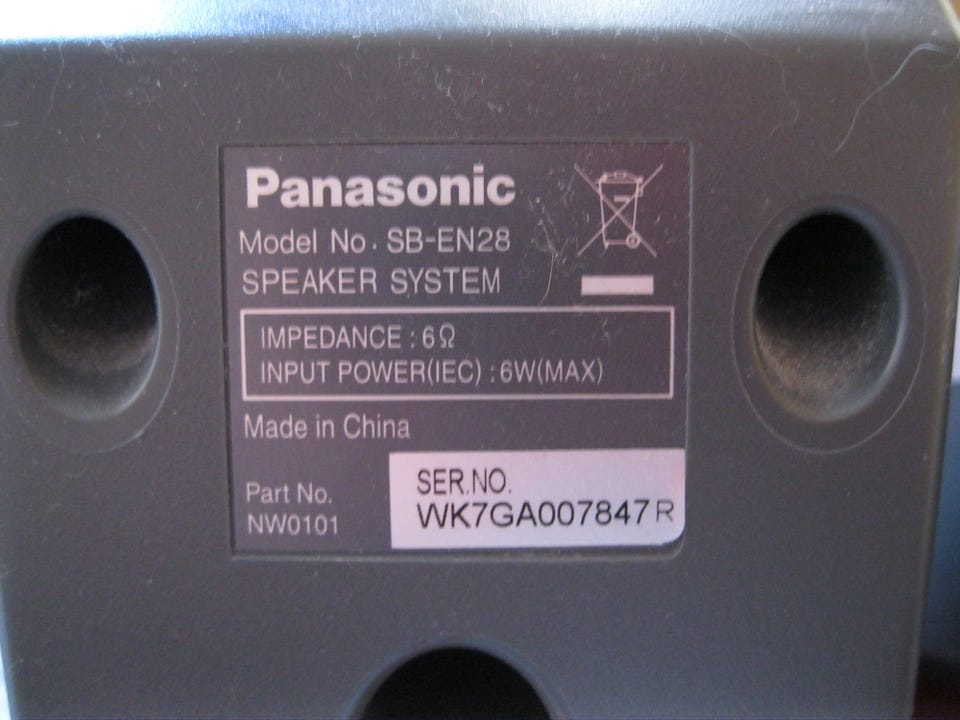 Panasonic
Model No. SB-EN28
SPEAKER SYSTEM
IMPEDANCE : 6Ω
INPUT POWER(IEC) : 6W(MAX)
Made in China
Part No.
NW0101
SER.NO.
WK7GA007847R